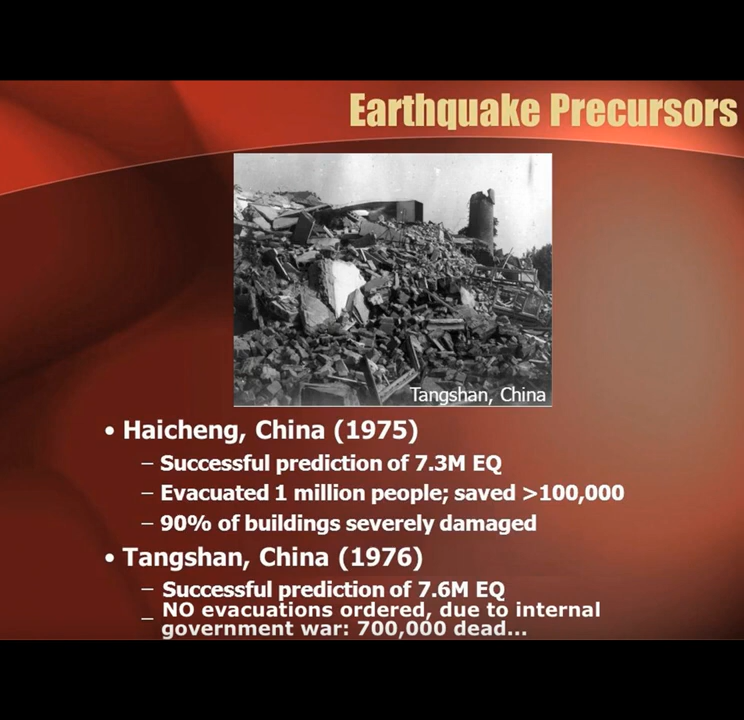 Earthquake Precursors
Tangshan, China
• Haicheng, China (1975)
– Successful prediction of 7.3M EQ
– Evacuated 1 million people; saved >100,000
– 90% of buildings severely damaged
• Tangshan, China (1976)
– Successful prediction of 7.6M EQ
– NO evacuations ordered, due to internal
government war: 700,000 dead...